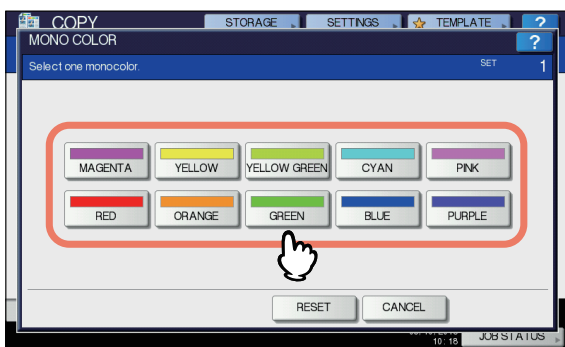 COPY STORAGE SETTINGS TEMPLATE ?
MONO COLOR ?
Select one monocolor. SET 1
MAGENTA YELLOW YELLOW GREEN CYAN PINK
RED ORANGE GREEN BLUE PURPLE
RESET CANCEL
10:18 JOB STATUS